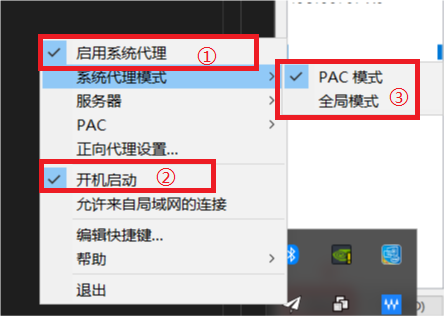 启用系统代理
①
系统代理模式
PAC 模式
服务器
全局模式
③
PAC
正向代理设置...
开机启动
②
允许来自局域网的连接
编辑快捷键...
帮助
退出